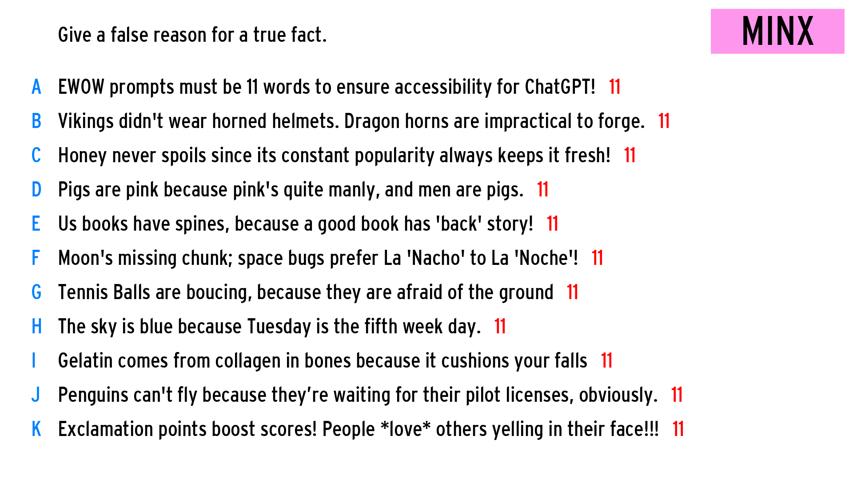 Give a false reason for a true fact.
MINX
A EWOW prompts must be 11 words to ensure accessibility for ChatGPT! 11
B Vikings didn't wear horned helmets. Dragon horns are impractical to forge. 11
C Honey never spoils since its constant popularity always keeps it fresh! 11
D Pigs are pink because pink's quite manly, and men are pigs. 11
E Us books have spines, because a good book has 'back' story! 11
F Moon's missing chunk; space bugs prefer La 'Nacho' to La 'Noche'! 11
G Tennis Balls are boucing, because they are afraid of the ground 11
H The sky is blue because Tuesday is the fifth week day. 11
I Gelatin comes from collagen in bones because it cushions your falls 11
J Penguins can't fly because they’re waiting for their pilot licenses, obviously. 11
K Exclamation points boost scores! People *love* others yelling in their face!!! 11